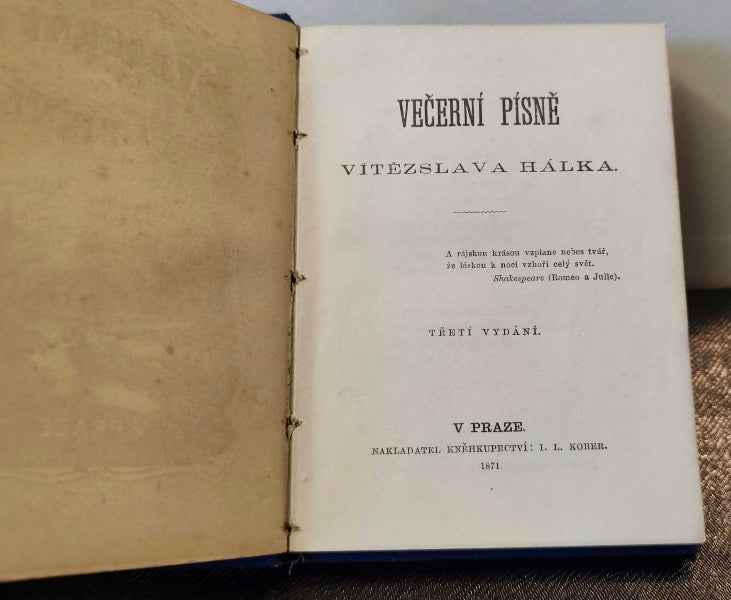 VEČERNÍ PÍSNĚ
VÍTĚZSLAVA HÁLKA.
A rájskou krásou vzplane nebes tvář,
že láskou k noci vzhoří celý svět.
Shakespeare (Romeo a Julie).
TŘETÍ VYDÁNÍ.
V PRAZE.
NAKLADATEL KNĚHKUPECTVÍ: I. L. KOBER.
1871.